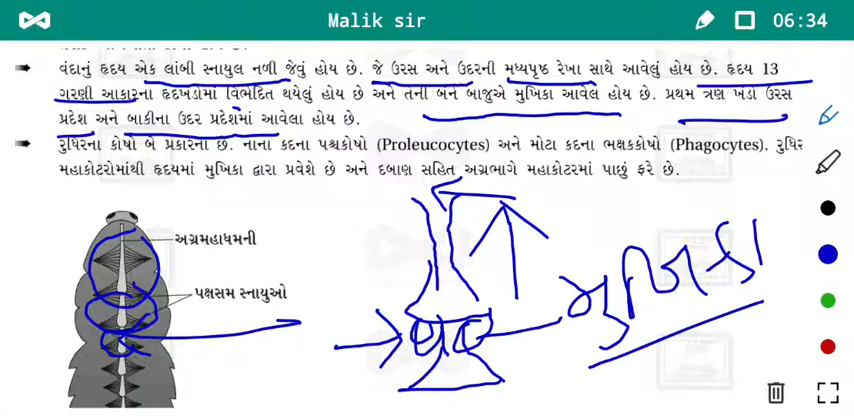 Malik sir
06:34
વંદાનું હૃદય એક લાંબી સ્નાયુલ નળી જેવું હોય છે. જે ઉરસ અને ઉદરની મધ્યપૃષ્ઠ રેખા સાથે આવેલું હોય છે. હૃદય 13
ગરણી આકારના હૃદખંડોમાં વિભેદિત થયેલું હોય છે અને તેની બંને બાજુએ મુખિકા આવેલ હોય છે. પ્રથમ ત્રણ ખંડો ઉરસ
પ્રદેશ અને બાકીના ઉદર પ્રદેશમાં આવેલા હોય છે.
રુધિરના કોષો બે પ્રકારના છે. નાના કદના પશ્ચકોષો (Proleucocytes) અને મોટા કદના ભક્ષકકોષો (Phagocytes). રુધિર
મહાકોટરોમાંથી હૃદયમાં મુખિકા દ્વારા પ્રવેશે છે અને દબાણ સહિત અગ્રભાગે મહાકોટરમાં પાછું ફરે છે.
અગ્રમહાધમની
પક્ષસમ સ્નાયુઓ
મુખિકા